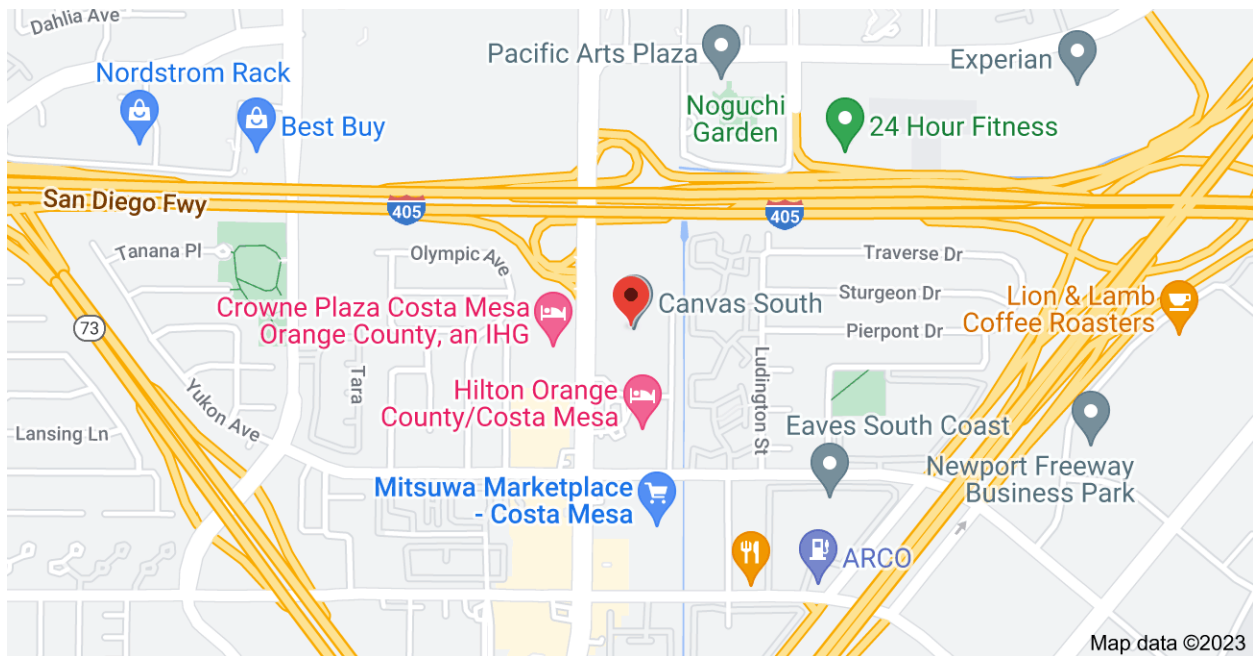 Dahlia Ave
Pacific Arts Plaza
Experian
Nordstrom Rack
Best Buy
Noguchi
Garden
24 Hour Fitness
San Diego Fwy
405
405
Tanana Pl
Olympic Ave
Traverse Dr
Crowne Plaza Costa Mesa
Orange County, an IHG
Canvas South
Sturgeon Dr
Lion & Lamb
Coffee Roasters
73
Pierpont Dr
Tara
Ludington St
Yukon Ave
Hilton Orange
County/Costa Mesa
Lansing Ln
Eaves South Coast
Newport Freeway
Business Park
Mitsuwa Marketplace
- Costa Mesa
ARCO
Map data ©2023